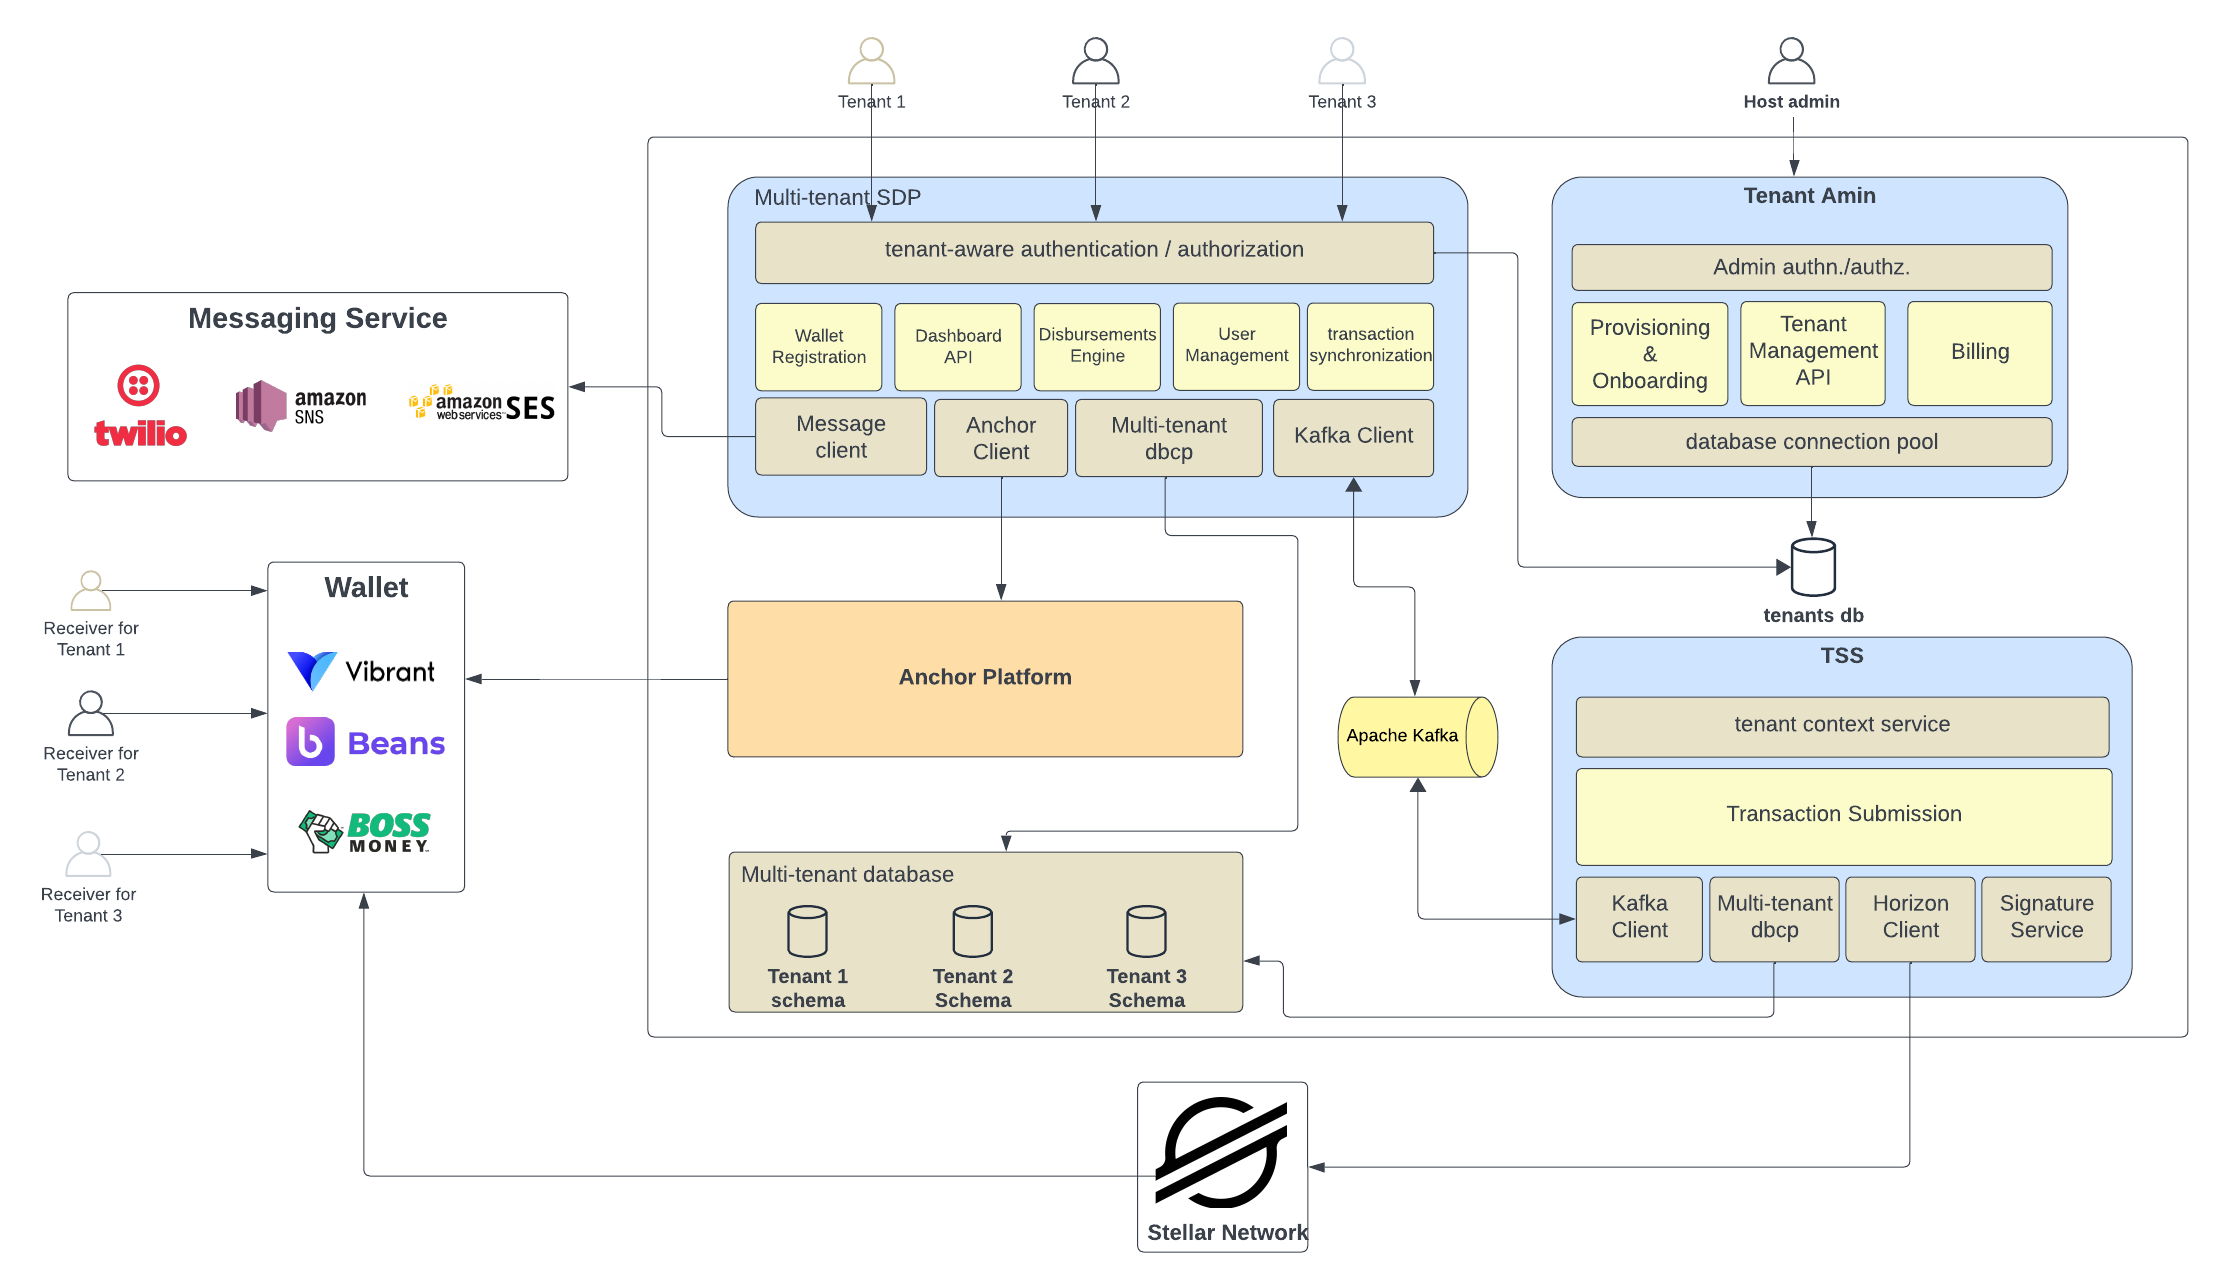 Tenant 1
Tenant 2
Tenant 3
Host admin
Multi-tenant SDP
tenant-aware authentication / authorization
Wallet
Registration
Dashboard
API
Disbursements
Engine
User
Management
transaction
synchronization
Message
client
Anchor
Client
Multi-tenant
dbcp
Kafka Client
Tenant Amin
Admin authn./authz.
Provisioning
&
Onboarding
Tenant
Management
API
Billing
database connection pool
tenants db
Messaging Service
twilio
amazon
SNS
amazon
webservices™ SES
Receiver for
Tenant 1
Receiver for
Tenant 2
Receiver for
Tenant 3
Wallet
Vibrant
Beans
BOSS
MONEY
Anchor Platform
Apache Kafka
Multi-tenant database
Tenant 1
schema
Tenant 2
Schema
Tenant 3
Schema
TSS
tenant context service
Transaction Submission
Kafka
Client
Multi-tenant
dbcp
Horizon
Client
Signature
Service
Stellar Network